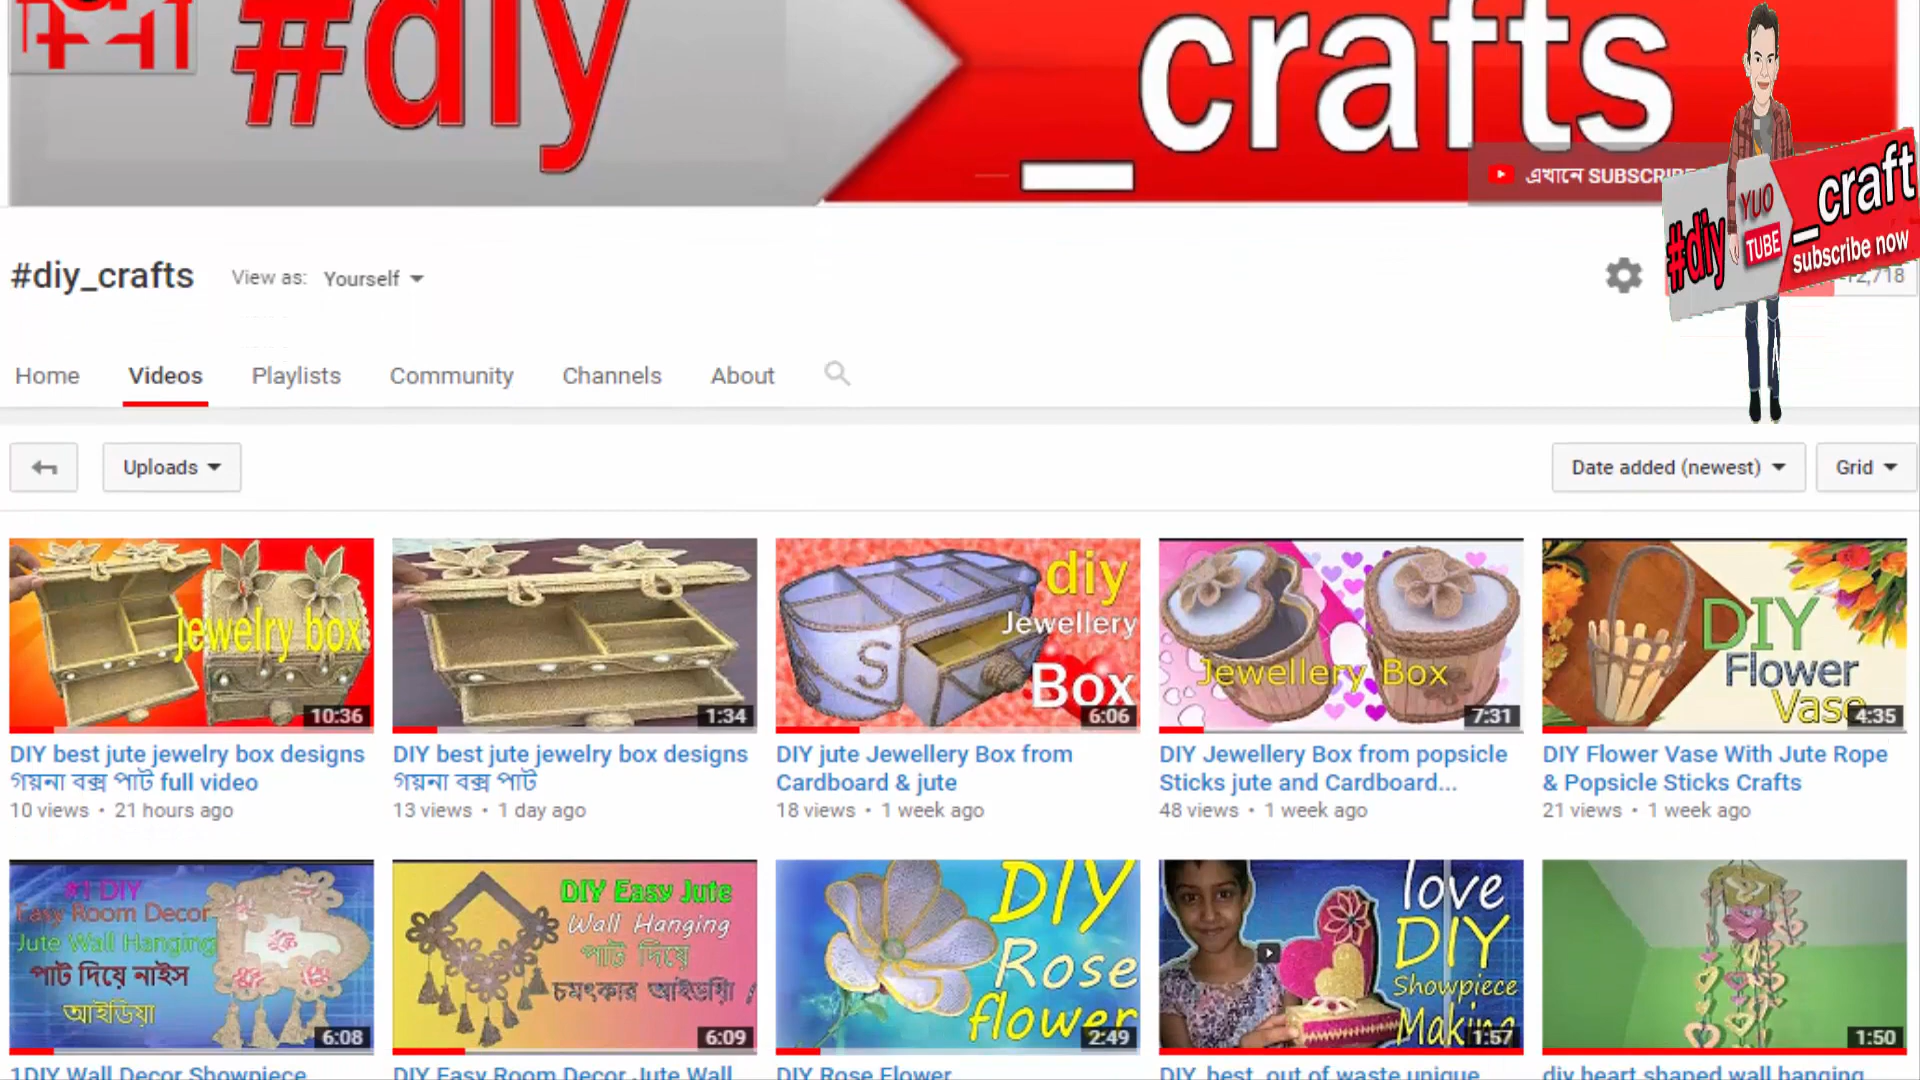 শিল্প
#diy
crafts
এখানে SUBSCRIBE
#diy
YUO
TUBE
_craft
subscribe now
2,718
#diy_crafts
View as: Yourself
Home
Videos
Playlists
Community
Channels
About
Uploads
Date added (newest)
Grid
jewelry box
10:36
1:34
diy
Jewellery
Box
S
6:06
Jewellery Box
7:31
DIY
Flower
Vase
4:35
DIY best jute jewelry box designs
গয়না বক্স পাট full video
10 views • 21 hours ago
DIY best jute jewelry box designs
গয়না বক্স পাট
13 views • 1 day ago
DIY jute Jewellery Box from
Cardboard & jute
18 views • 1 week ago
DIY Jewellery Box from popsicle
Sticks jute and Cardboard...
48 views • 1 week ago
DIY Flower Vase With Jute Rope
& Popsicle Sticks Crafts
21 views • 1 week ago
#1 DIY
Easy Room Decor
Jute Wall Hanging
পাট দিয়ে নাইস
আইডিয়া
6:08
DIY Easy Jute
Wall Hanging
পাট দিয়ে
চমৎকার আইডিয়া
6:09
DIY
Rose
flower
2:49
love
DIY
Showpiece
Making
1:57
1:50
1DIY Wall Decor Showpiece
DIY Easy Room Decor Jute Wall
DIY Rose Flower
DIY best out of waste unique
diy heart shaped wall hanging